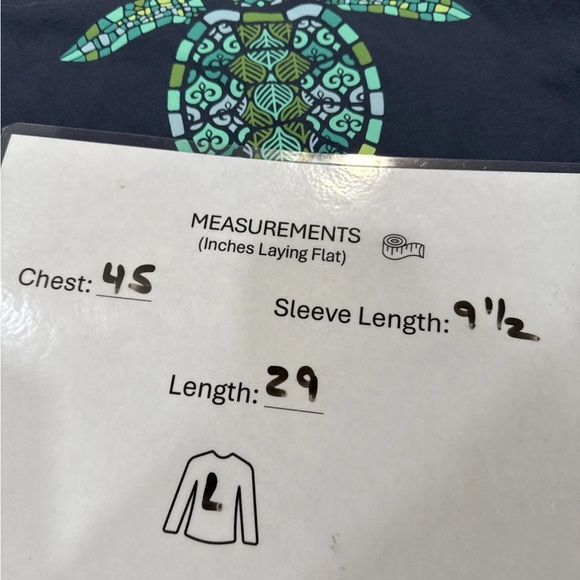 MEASUREMENTS
(Inches Laying Flat)
Chest: 45
Sleeve Length: 9 1/2
Length: 29
L